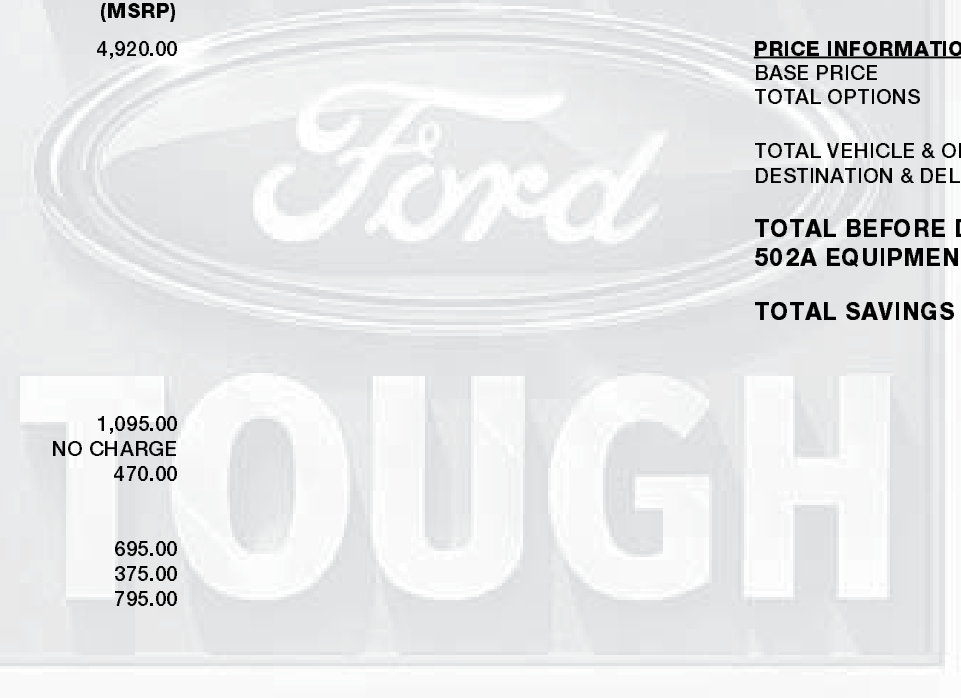 (MSRP)
4,920.00
PRICE INFORMATIO
BASE PRICE
TOTAL OPTIONS
TOTAL VEHICLE & O
DESTINATION & DEL
TOTAL BEFORE D
502A EQUIPMEN
TOTAL SAVINGS
Ford
TOUGH
1,095.00
NO CHARGE
470.00
695.00
375.00
795.00